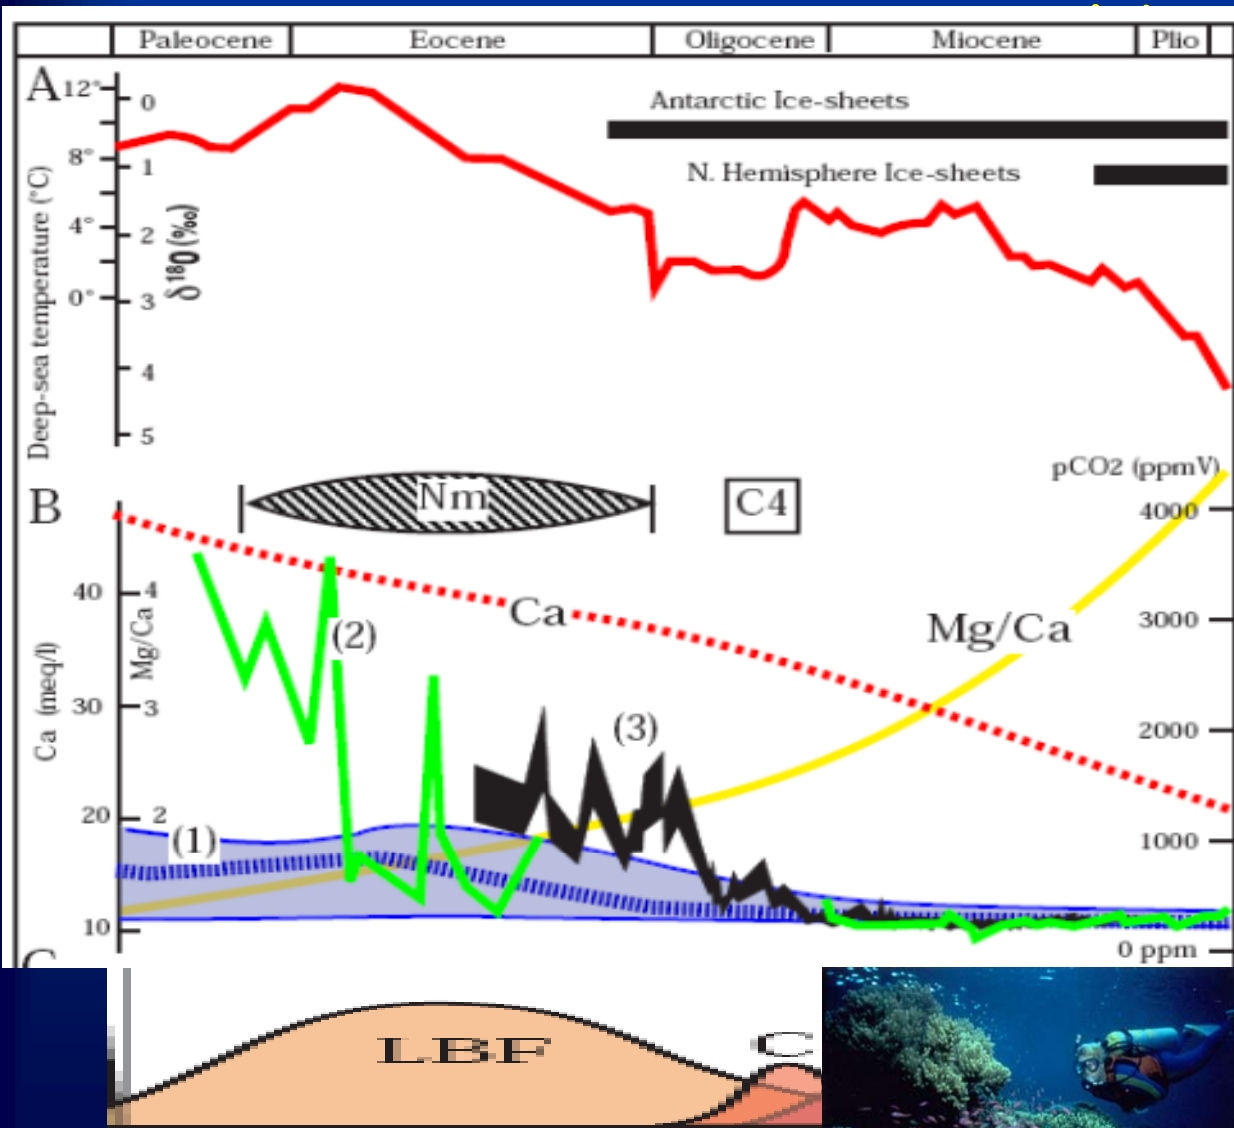 Paleocene Eocene Oligocene Miocene Plio
A
12°
8°
4°
0°
Deep-sea temperature (°C)
0
1
2
3
4
5
δ18O(‰)
Antarctic Ice-sheets
N. Hemisphere Ice-sheets
B
Nm
C4
pCO2 (ppmV)
40
30
20
10
Ca (meq/l)
4
3
2
Mg/Ca
(2)
Ca
Mg/Ca
(3)
(1)
4000
3000
2000
1000
0 ppm
C
LBF
C